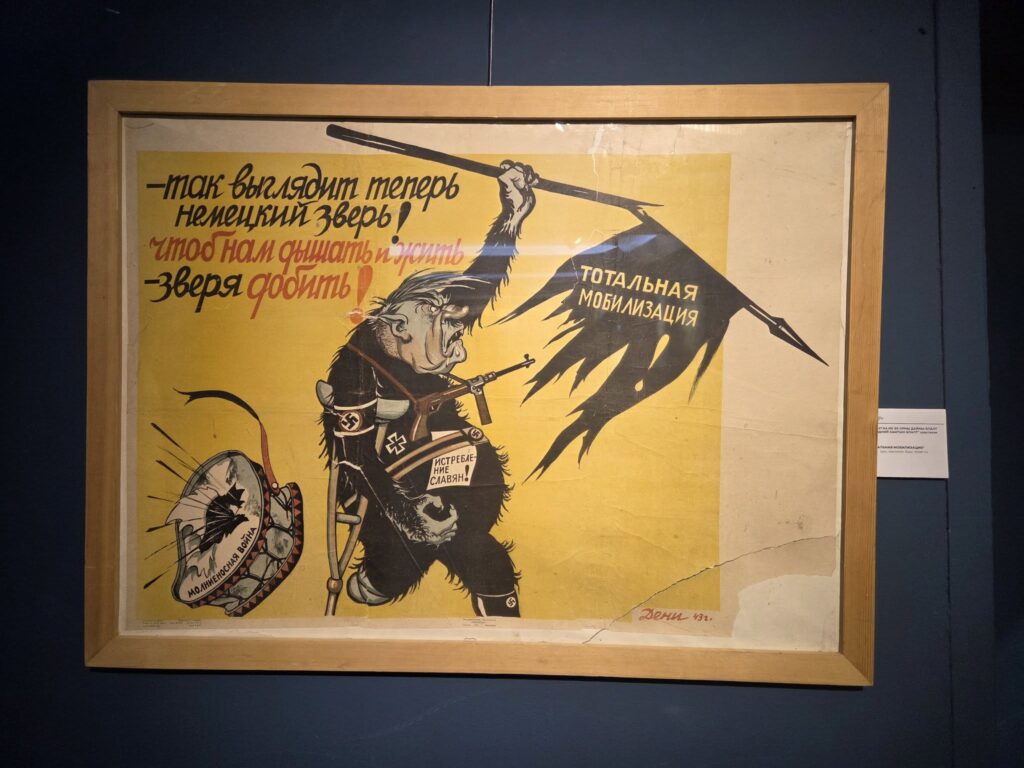 -так выглядит теперь
немецкий зверь!
чтоб нам дышать и жить
-зверя добить!
ТОТАЛЬНАЯ
МОБИЛИЗАЦИЯ
ИСТРЕБЛЕ-
НИЕ
СЛАВЯН!
МОЛНИЕНОСНАЯ ВОЙНА
Дени 43г.